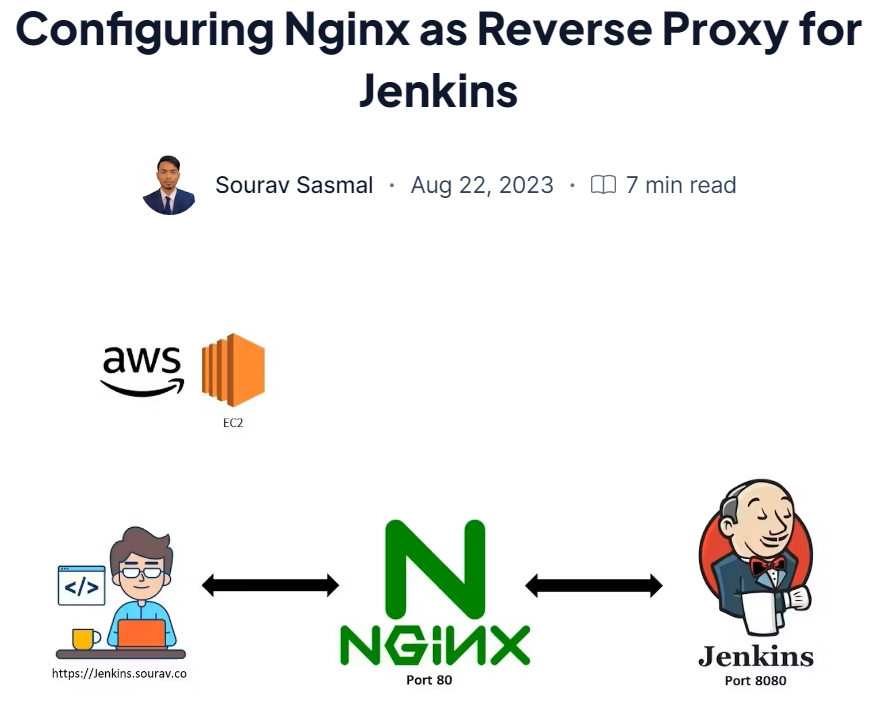 Configuring Nginx as Reverse Proxy for
Jenkins
Sourav Sasmal · Aug 22, 2023 · 7 min read
aws
EC2
</>
N
NGiNX
https://Jenkins.sourav.co
Port 80
Jenkins
Port 8080